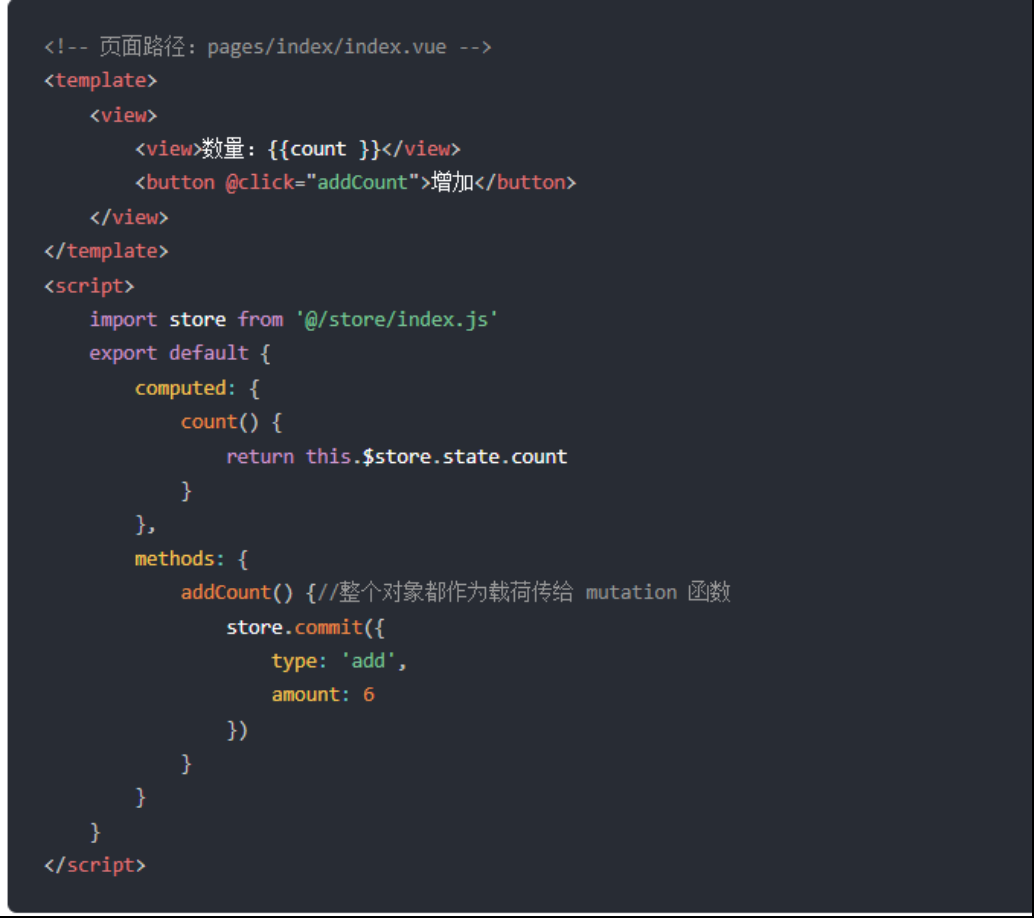 <!-- 页面路径：pages/index/index.vue -->
<template>
    <view>
        <view>数量：{{count }}</view>
        <button @click="addCount">增加</button>
    </view>
</template>
<script>
    import store from '@/store/index.js'
    export default {
        computed: {
            count() {
                return this.$store.state.count
            }
        },
        methods: {
            addCount() {//整个对象都作为载荷传给 mutation 函数
                store.commit({
                    type: 'add',
                    amount: 6
                })
            }
        }
    }
</script>